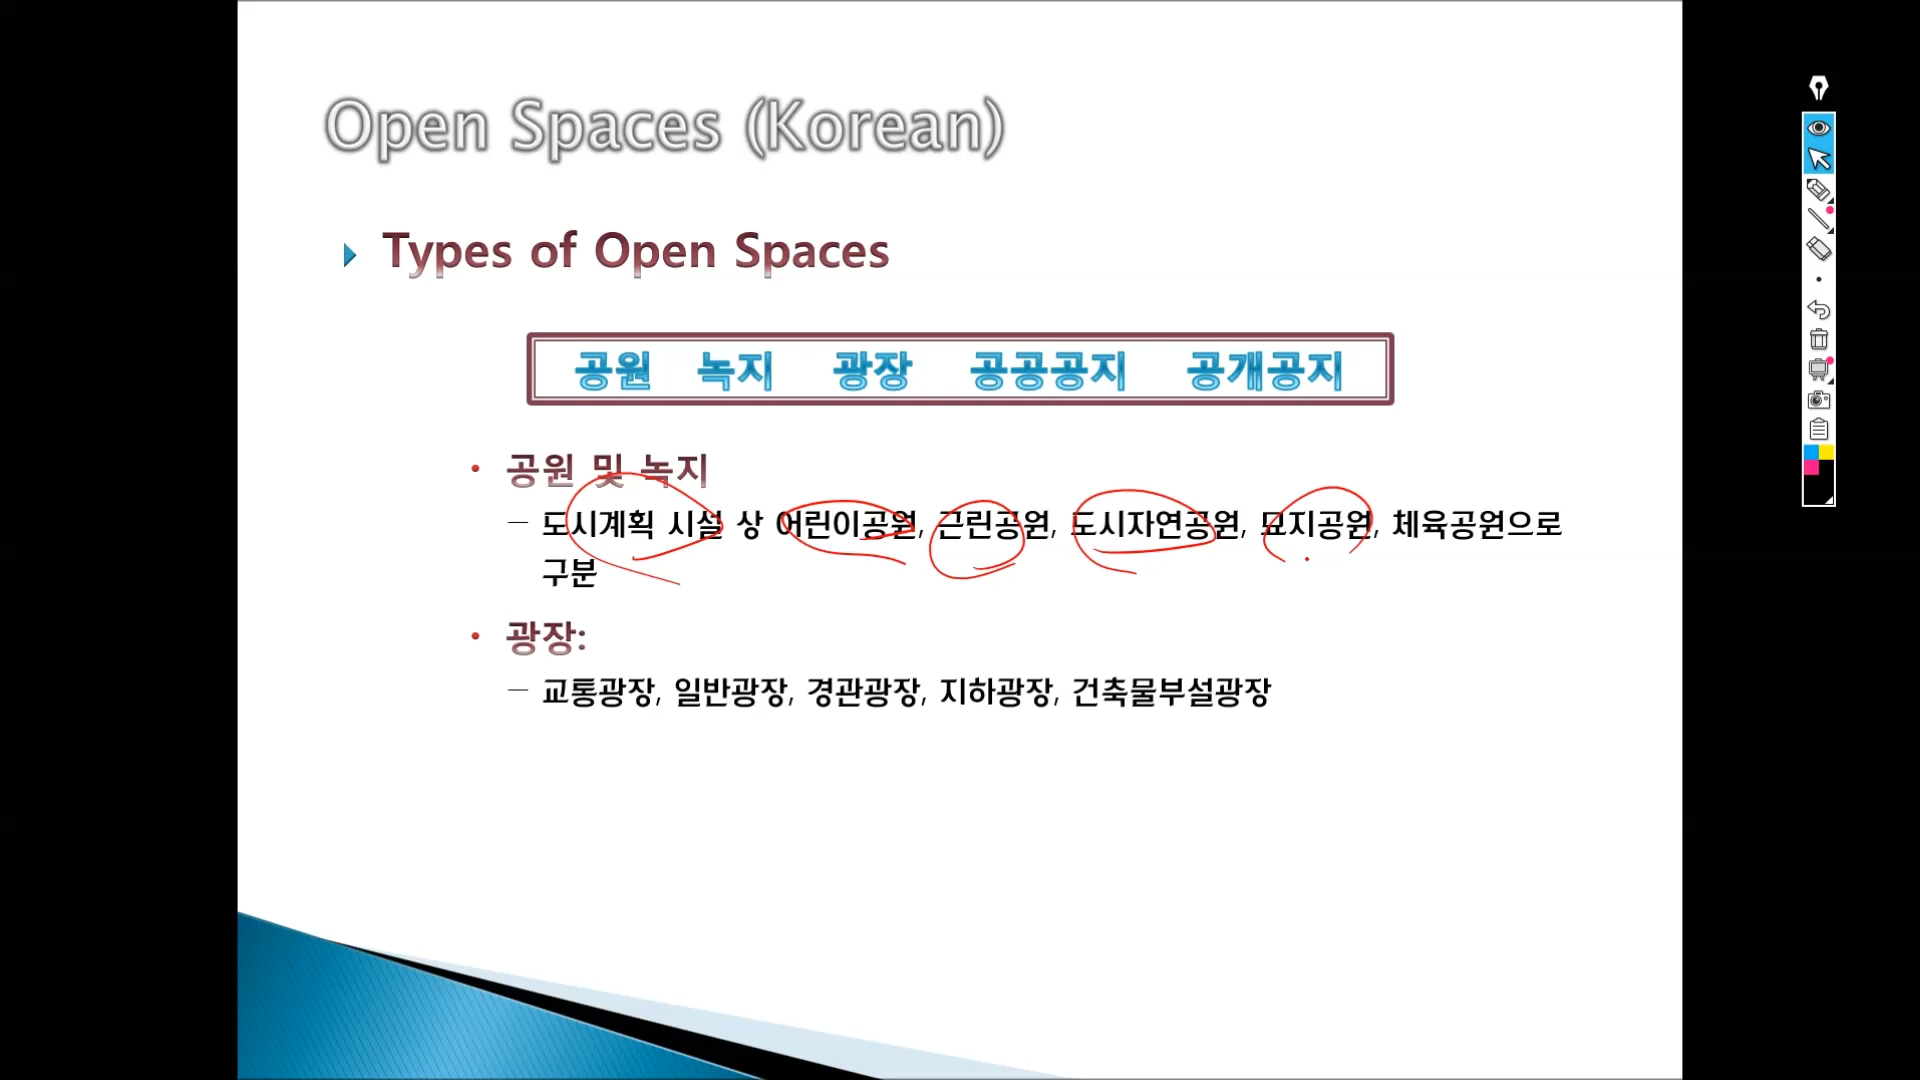 Open Spaces (Korean)
Types of Open Spaces
공원 녹지 광장 공공공지 공개공지
• 공원 및 녹지
– 도시계획 시설 상 어린이공원, 근린공원, 도시자연공원, 묘지공원, 체육공원으로
구분
• 광장:
– 교통광장, 일반광장, 경관광장, 지하광장, 건축물부설광장